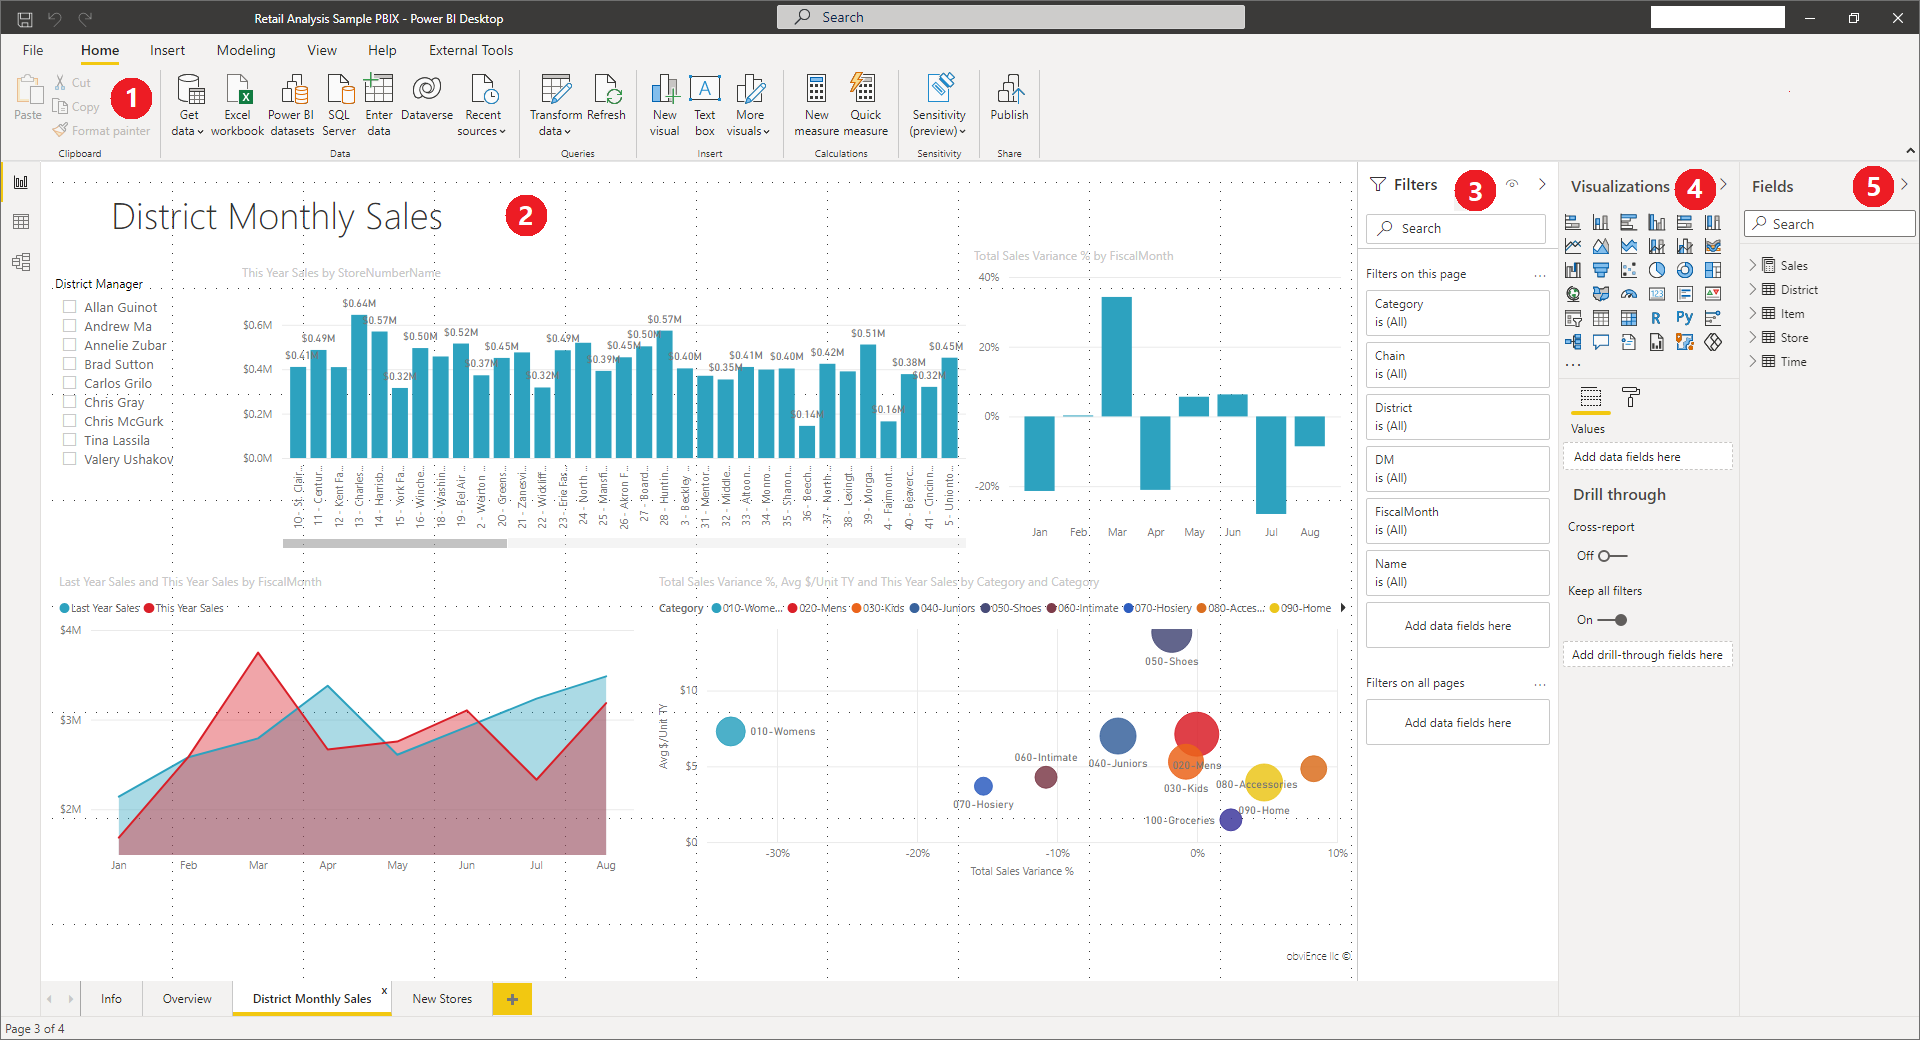 Retail Analysis Sample PBIX - Power BI Desktop
Search
File Home Insert Modeling View Help External Tools
Paste
Cut
Copy
Format painter
Clipboard
1
Get data
Excel workbook
Power BI datasets
SQL Server
Enter data
Dataverse
Recent sources
Data
Transform data
Refresh
Queries
New visual
Text box
More visuals
Insert
New measure
Quick measure
Calculations
Sensitivity (preview)
Sensitivity
Publish
Share
District Monthly Sales
2
District Manager
Allan Guinot
Andrew Ma
Annelie Zubar
Brad Sutton
Carlos Grilo
Chris Gray
Chris McGurk
Tina Lassila
Valery Ushakov
This Year Sales by StoreNumberName
$0.6M
$0.4M
$0.2M
$0.0M
$0.41M
$0.49M
$0.64M
$0.57M
$0.32M
$0.50M
$0.52M
$0.37M
$0.45M
$0.32M
$0.49M
$0.39M
$0.45M
$0.50M
$0.57M
$0.40M
$0.35M
$0.41M
$0.40M
$0.14M
$0.42M
$0.51M
$0.16M
$0.38M
$0.32M
$0.45M
10 - St. Clair...
11 - Centur...
12 - Kent Fa...
13 - Charles...
14 - Harrisb...
15 - York Fa...
16 - Winche...
18 - Washin...
19 - Bel Air ...
2 - Warton ...
20 - Greens...
21 - Zanesvi...
22 - Wickliff...
23 - Erie Fas...
24 - North ...
25 - Mansfi...
26 - Akron F...
27 - Board...
28 - Huntin...
3 - Beckley ...
31 - Mentor...
32 - Middle...
33 - Altoon...
34 - Monro...
35 - Sharon...
36 - Beech...
37 - North ...
38 - Lexingt...
39 - Morga...
4 - Fairmont...
40 - Beaverc...
41 - Cincinn...
5 - Unionto...
Total Sales Variance % by FiscalMonth
40%
20%
0%
-20%
Jan Feb Mar Apr May Jun Jul Aug
Last Year Sales and This Year Sales by FiscalMonth
Last Year Sales This Year Sales
$4M
$3M
$2M
Jan Feb Mar Apr May Jun Jul Aug
Total Sales Variance %, Avg $/Unit TY and This Year Sales by Category and Category
Category 010-Wome... 020-Mens 030-Kids 040-Juniors 050-Shoes 060-Intimate 070-Hosiery 080-Acces... 090-Home
Avg $/Unit TY
$10
$5
$0
050-Shoes
010-Womens
060-Intimate
040-Juniors
020-Mens
070-Hosiery
030-Kids
080-Accessories
090-Home
100-Groceries
-30% -20% -10% 0% 10%
Total Sales Variance %
obviEnce llc ©
Filters
3
Search
Filters on this page
...
Category
is (All)
Chain
is (All)
District
is (All)
DM
is (All)
FiscalMonth
is (All)
Name
is (All)
Add data fields here
Filters on all pages
...
Add data fields here
Visualizations
4
123
R
Py
...
Values
Add data fields here
Drill through
Cross-report
Off
Keep all filters
On
Add drill-through fields here
Fields
5
Search
Sales
District
Item
Store
Time
Info
Overview
District Monthly Sales
x
New Stores
+
Page 3 of 4